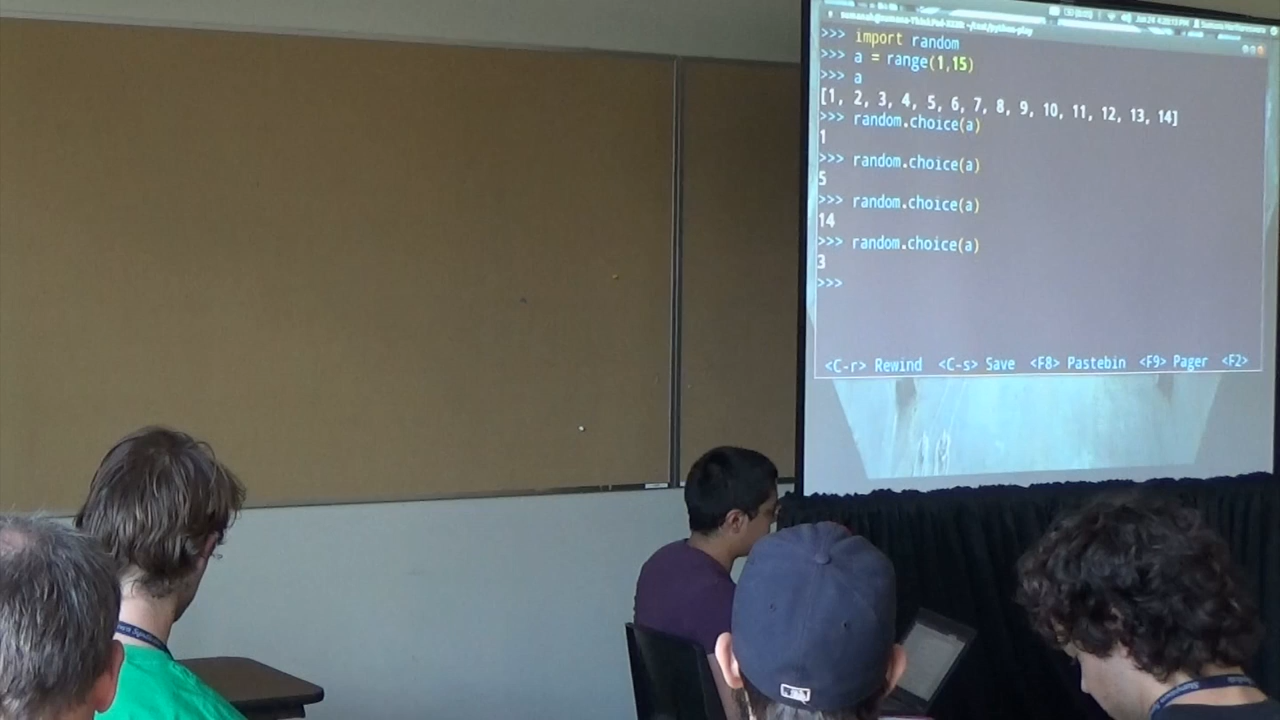 >>> import random
>>> a = range(1,15)
>>> a
[1, 2, 3, 4, 5, 6, 7, 8, 9, 10, 11, 12, 13, 14]
>>> random.choice(a)
1
>>> random.choice(a)
5
>>> random.choice(a)
14
>>> random.choice(a)
3
>>>
<C-r> Rewind <C-s> Save <F8> Pastebin <F9> Pager <F2>